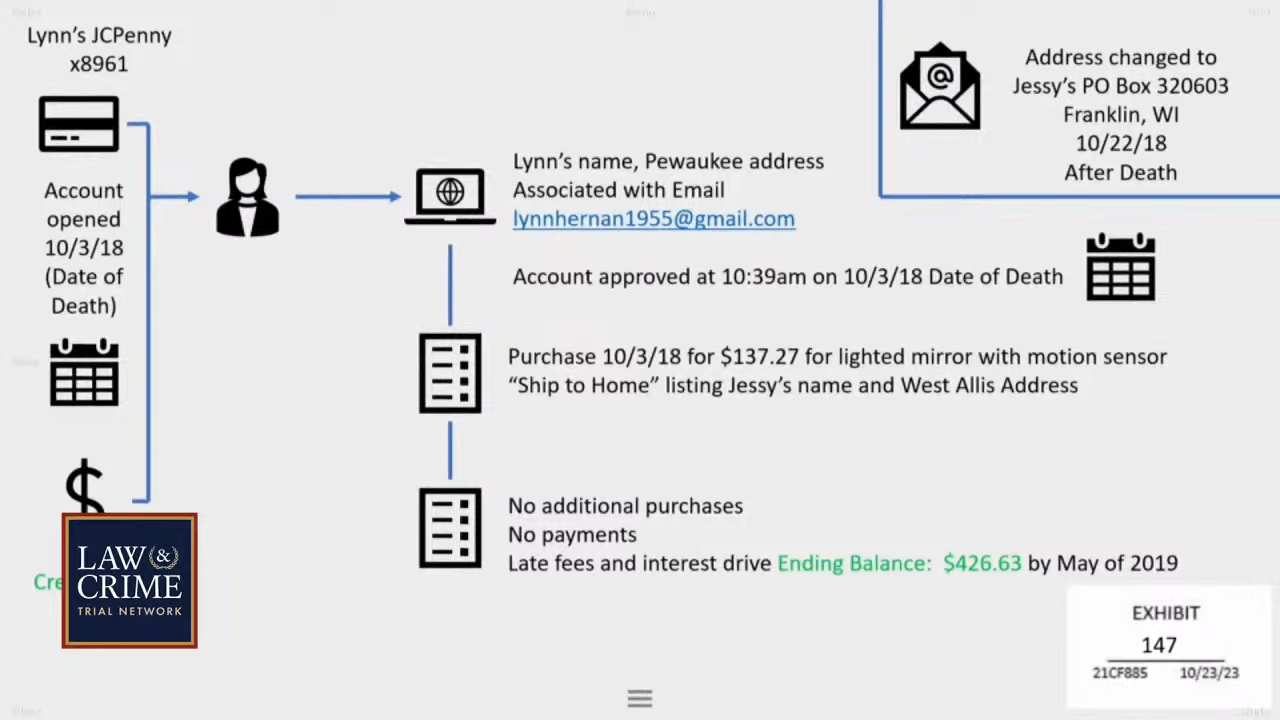 Lynn's JCPenny
x8961
Account
opened
10/3/18
(Date of
Death)
Cre
LAW &
CRIME
TRIAL NETWORK
Lynn's name, Pewaukee address
Associated with Email
lynnhernan1955@gmail.com
Account approved at 10:39am on 10/3/18 Date of Death
Purchase 10/3/18 for $137.27 for lighted mirror with motion sensor
“Ship to Home” listing Jessy's name and West Allis Address
No additional purchases
No payments
Late fees and interest drive Ending Balance: $426.63 by May of 2019
Address changed to
Jessy's PO Box 320603
Franklin, WI
10/22/18
After Death
EXHIBIT
147
21CF885 10/23/23